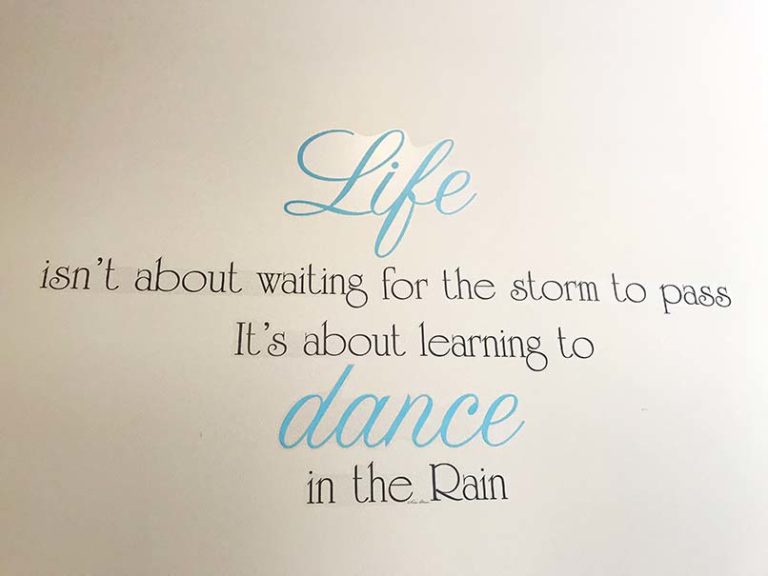 Life
isn't about waiting for the storm to pass
It's about learning to
dance
in the Rain